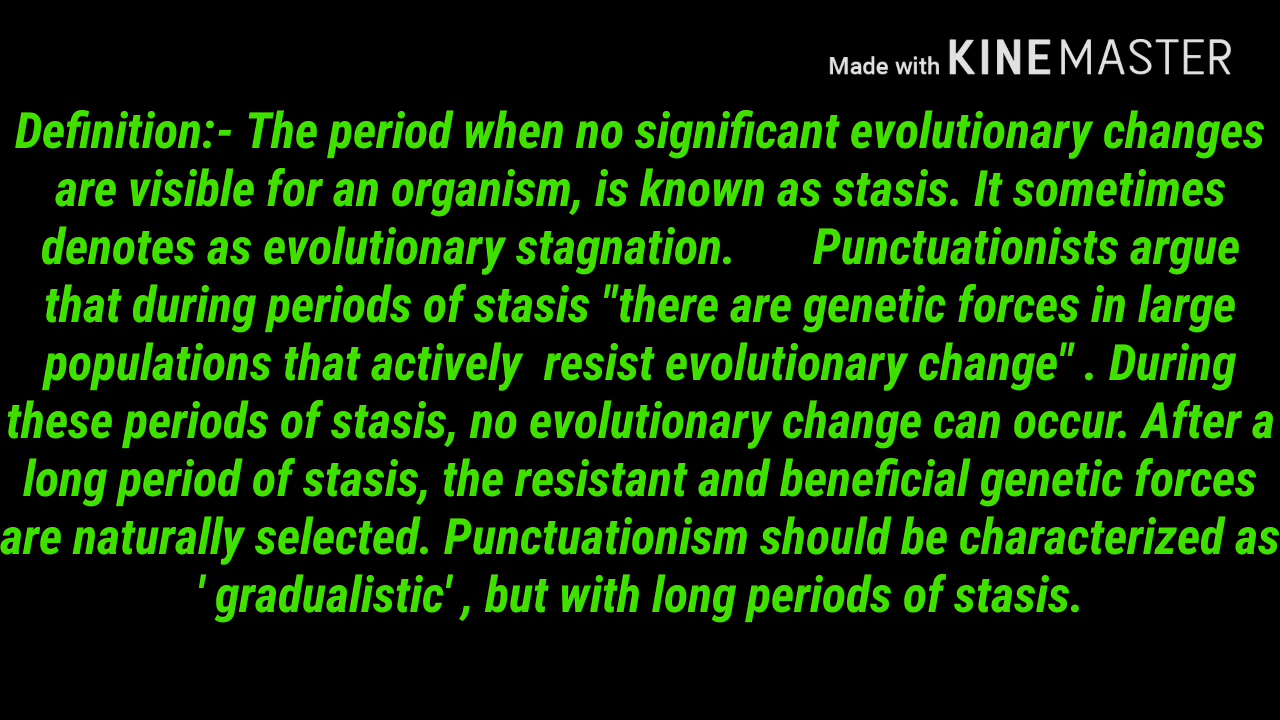 Made with KINEMASTER
Definition:- The period when no significant evolutionary changes
are visible for an organism, is known as stasis. It sometimes
denotes as evolutionary stagnation. Punctuationists argue
that during periods of stasis "there are genetic forces in large
populations that actively resist evolutionary change" . During
these periods of stasis, no evolutionary change can occur. After a
long period of stasis, the resistant and beneficial genetic forces
are naturally selected. Punctuationism should be characterized as
' gradualistic' , but with long periods of stasis.